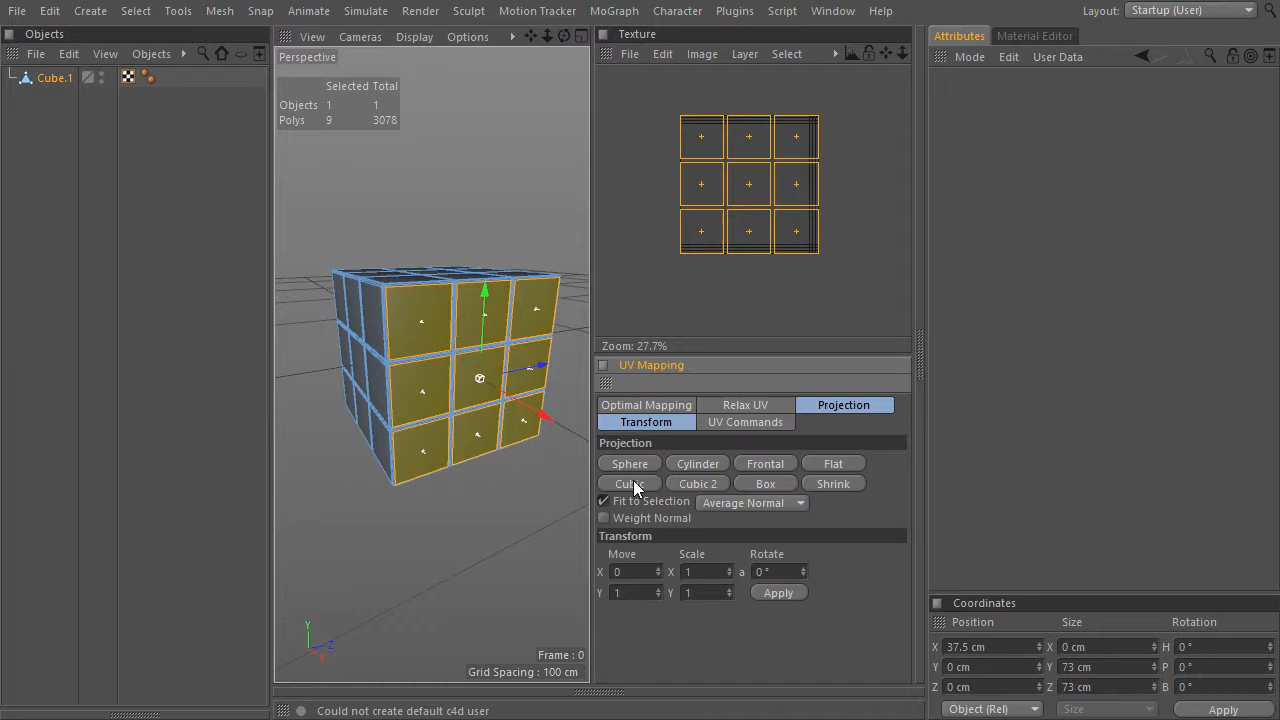 File Edit Create Select Tools Mesh Snap Animate Simulate Render Sculpt Motion Tracker MoGraph Character Plugins Script Window Help Layout: Startup (User)
Objects
File Edit View Objects
Cube.1
View Cameras Display Options
Perspective
Selected Total
Objects 1 1
Polys 9 3078
Y
Z
X
Frame : 0
Grid Spacing : 100 cm
Could not create default c4d user
Texture
File Edit Image Layer Select
Zoom: 27.7%
UV Mapping
Optimal Mapping Relax UV Projection
Transform UV Commands
Projection
Sphere Cylinder Frontal Flat
Cubic Cubic 2 Box Shrink
Fit to Selection Average Normal
Weight Normal
Transform
Move Scale Rotate
X 0 X 1 a 0 °
Y 1 Y 1 Apply
Attributes Material Editor
Mode Edit User Data
Coordinates
Position Size Rotation
X 37.5 cm X 0 cm H 0 °
Y 0 cm Y 73 cm P 0 °
Z 0 cm Z 73 cm B 0 °
Object (Rel) Size Apply